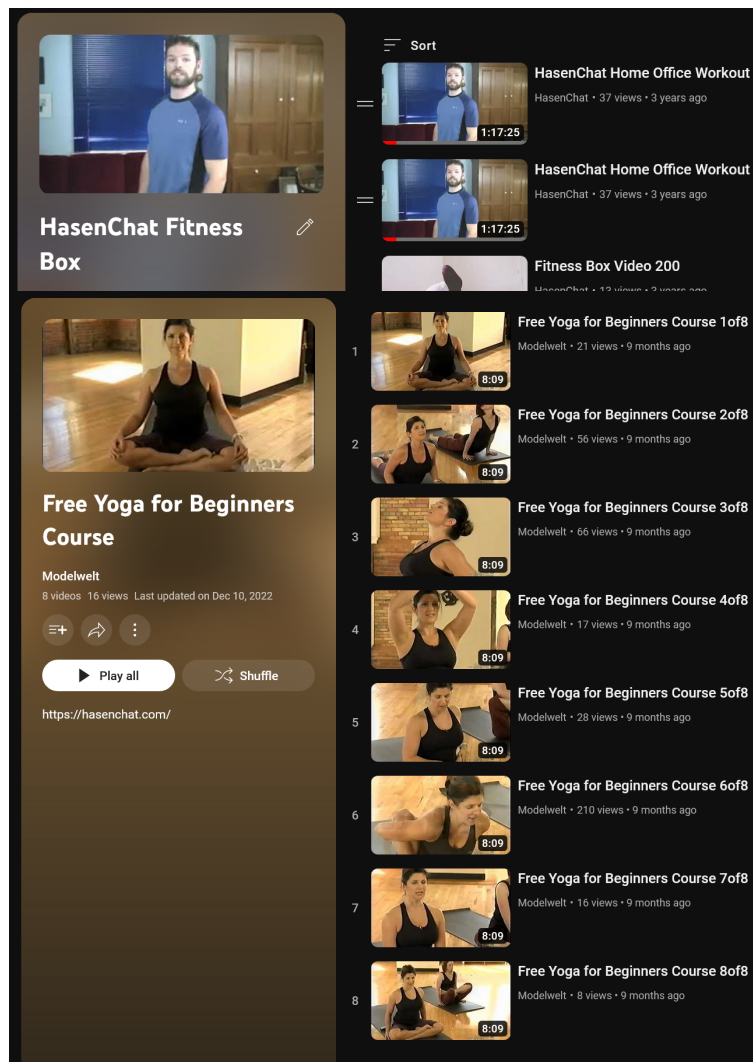 Sort
HasenChat Home Office Workout
HasenChat • 37 views • 3 years ago
1:17:25
HasenChat Home Office Workout
HasenChat • 37 views • 3 years ago
1:17:25
Fitness Box Video 200
HasenChat • 13 views • 3 years ago
HasenChat Fitness
Box
Free Yoga for Beginners
Course
Modelwelt
8 videos 16 views Last updated on Dec 10, 2022
Play all
Shuffle
https://hasenchat.com/
1
Free Yoga for Beginners Course 1of8
Modelwelt • 21 views • 9 months ago
8:09
2
Free Yoga for Beginners Course 2of8
Modelwelt • 56 views • 9 months ago
8:09
3
Free Yoga for Beginners Course 3of8
Modelwelt • 66 views • 9 months ago
8:09
4
Free Yoga for Beginners Course 4of8
Modelwelt • 17 views • 9 months ago
8:09
5
Free Yoga for Beginners Course 5of8
Modelwelt • 28 views • 9 months ago
8:09
6
Free Yoga for Beginners Course 6of8
Modelwelt • 210 views • 9 months ago
8:09
7
Free Yoga for Beginners Course 7of8
Modelwelt • 16 views • 9 months ago
8:09
8
Free Yoga for Beginners Course 8of8
Modelwelt • 8 views • 9 months ago
8:09